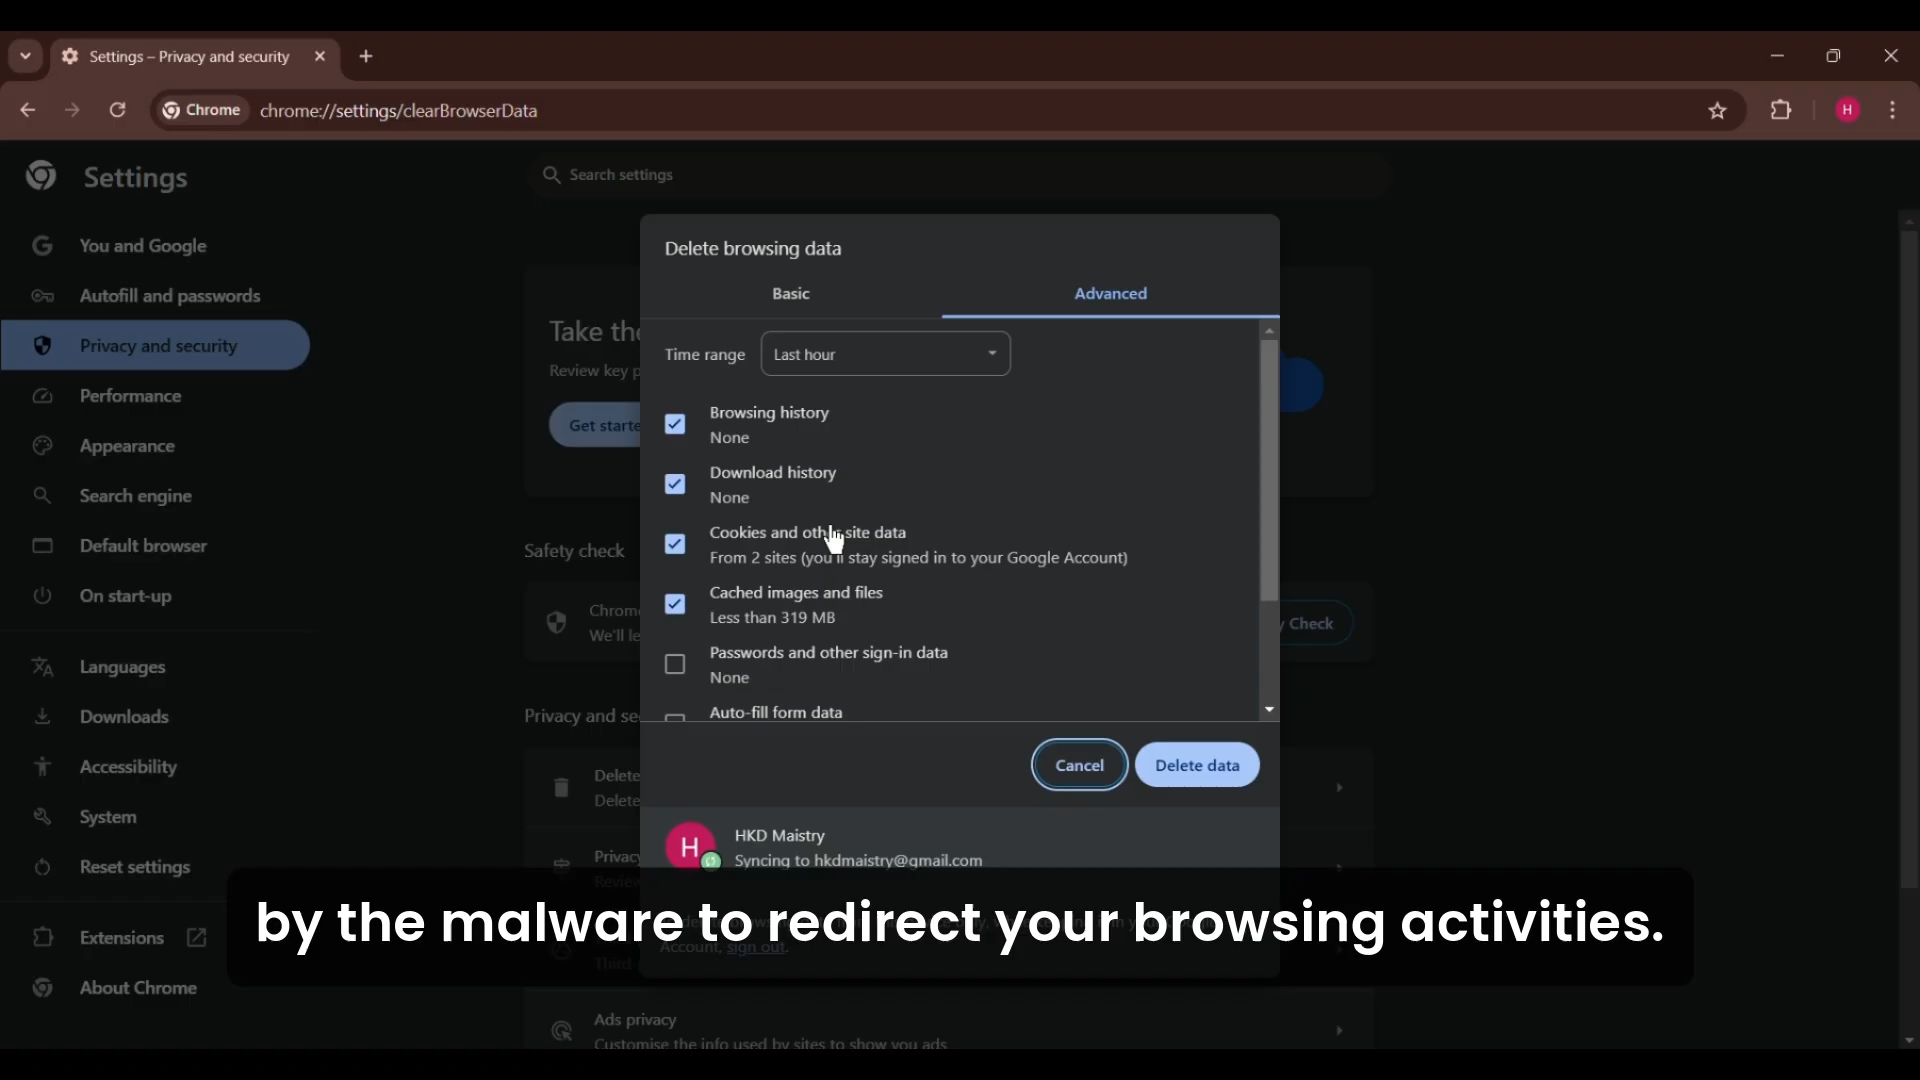 Settings – Privacy and security
Chrome
chrome://settings/clearBrowserData
H
Settings
Search settings
You and Google
Autofill and passwords
Privacy and security
Performance
Appearance
Search engine
Default browser
On start-up
Languages
Downloads
Accessibility
System
Reset settings
Extensions
About Chrome
Take the
Review key p
Get starte
Safety check
Chrome
We'll le
y Check
Privacy and se
Delete
Delete
Privacy
Review
Third
Ads privacy
Customise the info used by sites to show you ads
Delete browsing data
Basic
Advanced
Time range
Last hour
Browsing history
None
Download history
None
Cookies and other site data
From 2 sites (you'll stay signed in to your Google Account)
Cached images and files
Less than 319 MB
Passwords and other sign-in data
None
Auto-fill form data
Cancel
Delete data
H
HKD Maistry
Syncing to hkdmaistry@gmail.com
Account, sign out.
by the malware to redirect your browsing activities.